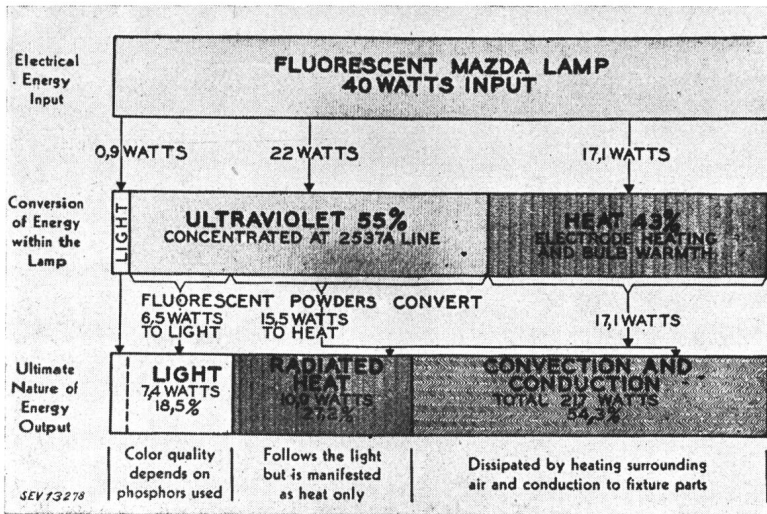 Electrical
Energy
Input
FLUORESCENT MAZDA LAMP
40 WATTS INPUT
0,9 WATTS
22 WATTS
17,1 WATTS
Conversion
of Energy
within the
Lamp
LIGHT
ULTRAVIOLET 55%
CONCENTRATED AT 2537A LINE
HEAT 43%
ELECTRODE HEATING
AND BULB WARMTH
FLUORESCENT POWDERS CONVERT
6,5 WATTS
TO LIGHT
15,5 WATTS
TO HEAT
17,1 WATTS
Ultimate
Nature of
Energy
Output
LIGHT
7,4 WATTS
18,5%
RADIATED
HEAT
10,9 WATTS
27,2%
CONVECTION AND
CONDUCTION
TOTAL 21,7 WATTS
54,3%
Color quality
depends on
phosphors used
Follows the light
but is manifested
as heat only
Dissipated by heating surrounding
air and conduction to fixture parts
SEV 13278